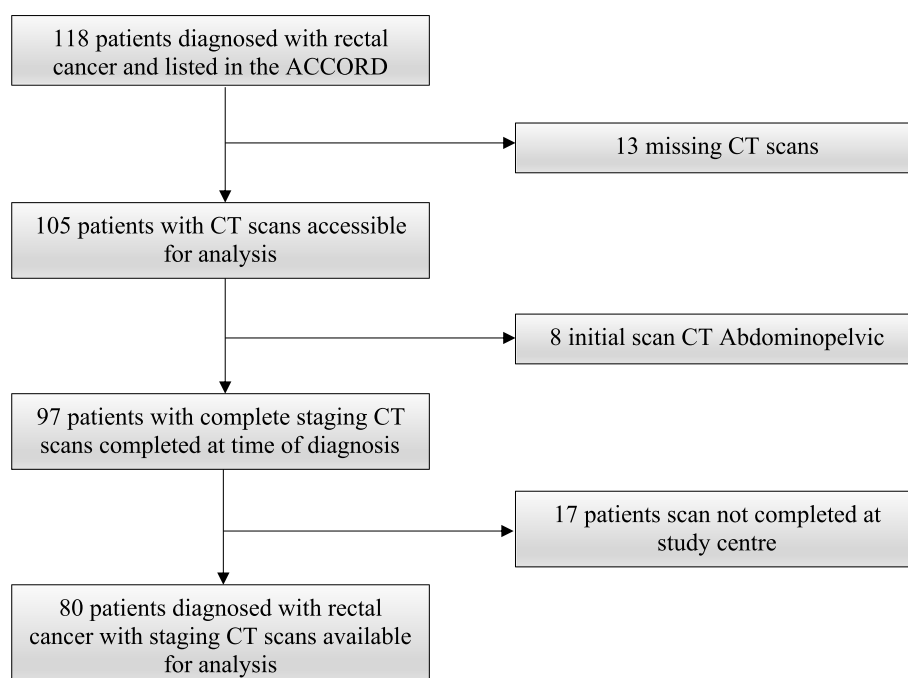 118 patients diagnosed with rectal
cancer and listed in the ACCORD
13 missing CT scans
105 patients with CT scans accessible
for analysis
8 initial scan CT Abdominopelvic
97 patients with complete staging CT
scans completed at time of diagnosis
17 patients scan not completed at
study centre
80 patients diagnosed with rectal
cancer with staging CT scans available
for analysis